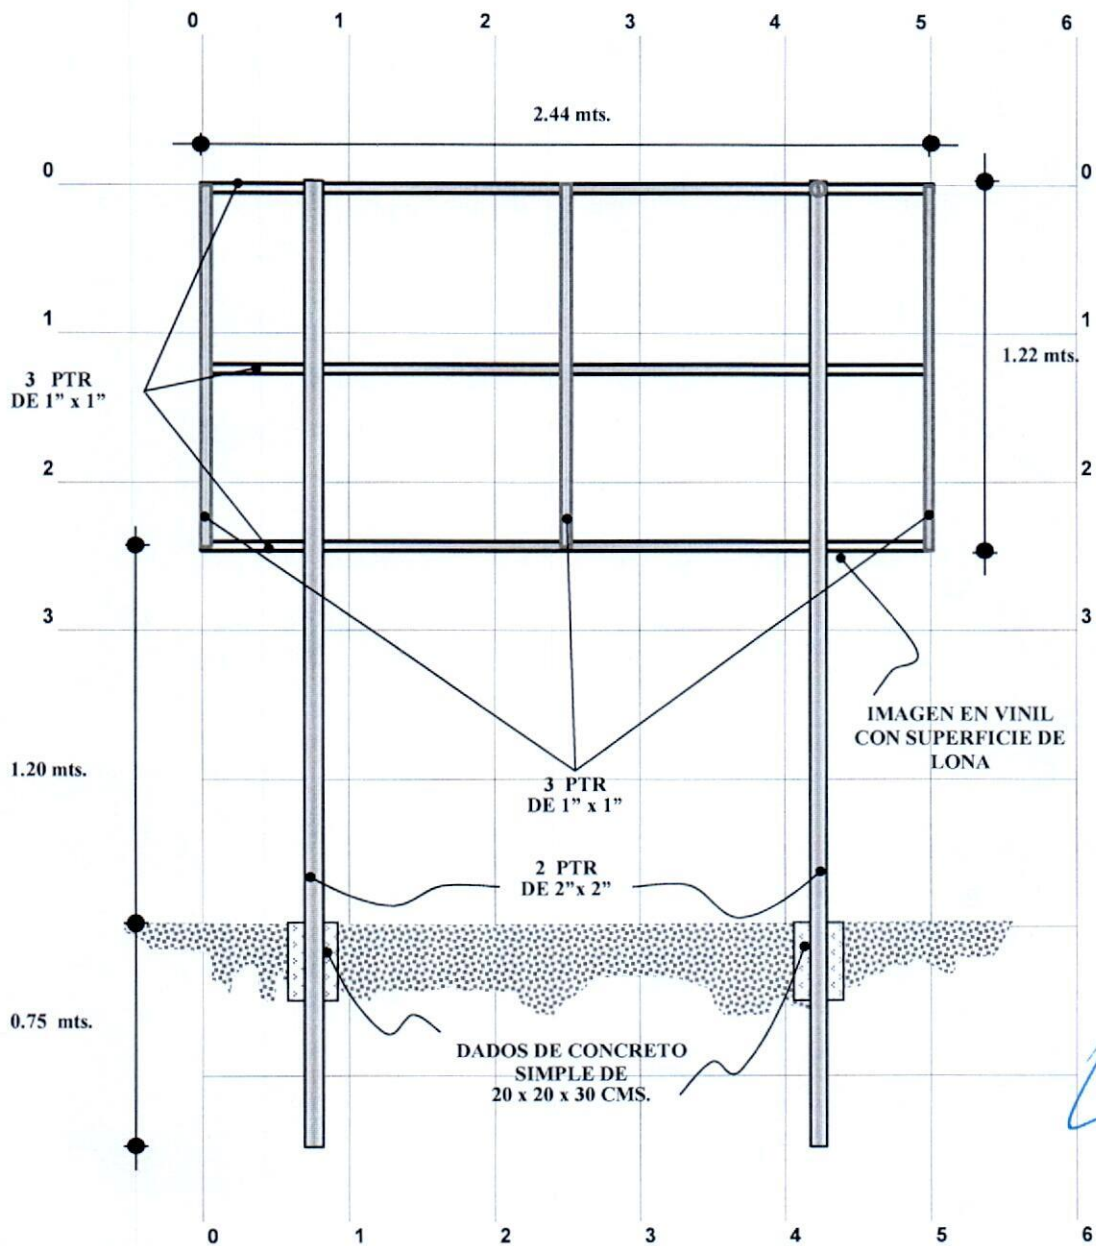 0 1 2 3 4 5 6
2.44 mts.
0 0
1 1
1.22 mts.
3 PTR
DE 1” x 1”
2 2
3 3
IMAGEN EN VINIL
CON SUPERFICIE DE
LONA
1.20 mts.
3 PTR
DE 1” x 1”
2 PTR
DE 2”x 2”
0.75 mts.
DADOS DE CONCRETO
SIMPLE DE
20 x 20 x 30 CMS.
0 1 2 3 4 5 6